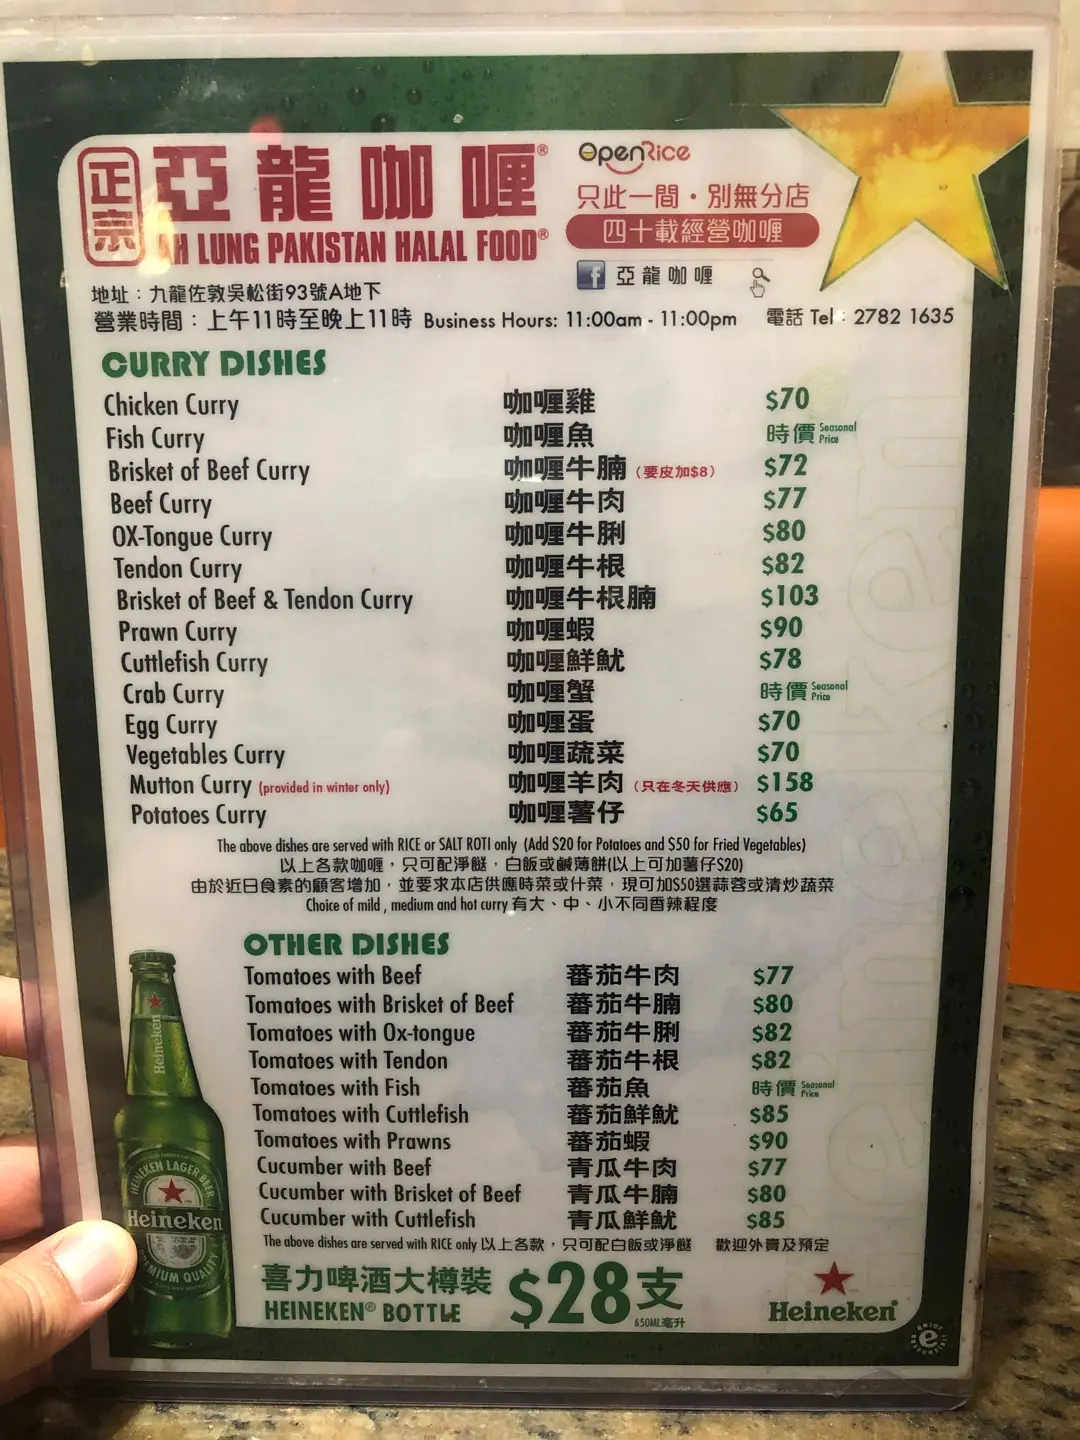 正宗 亞龍咖喱®
AH LUNG PAKISTAN HALAL FOOD®
OpenRice
只此一間・別無分店
四十載經營咖喱
f 亞龍咖喱
地址：九龍佐敦吳松街93號A地下
營業時間：上午11時至晚上11時 Business Hours: 11:00am - 11:00pm 電話 Tel : 2782 1635
CURRY DISHES
Chicken Curry 咖喱雞 $70
Fish Curry 咖喱魚 時價 Seasonal Price
Brisket of Beef Curry 咖喱牛腩（要皮加$8） $72
Beef Curry 咖喱牛肉 $77
OX-Tongue Curry 咖喱牛脷 $80
Tendon Curry 咖喱牛根 $82
Brisket of Beef & Tendon Curry 咖喱牛根腩 $103
Prawn Curry 咖喱蝦 $90
Cuttlefish Curry 咖喱鮮魷 $78
Crab Curry 咖喱蟹 時價 Seasonal Price
Egg Curry 咖喱蛋 $70
Vegetables Curry 咖喱蔬菜 $70
Mutton Curry (provided in winter only) 咖喱羊肉（只在冬天供應） $158
Potatoes Curry 咖喱薯仔 $65
The above dishes are served with RICE or SALT ROTI only (Add $20 for Potatoes and $50 for Fried Vegetables)
以上各款咖喱，只可配淨餸，白飯或鹹薄餅(以上可加薯仔$20)
由於近日食素的顧客增加，並要求本店供應時菜或什菜，現可加$50選蒜蓉或清炒蔬菜
Choice of mild , medium and hot curry 有大、中、小不同香辣程度
OTHER DISHES
Tomatoes with Beef 蕃茄牛肉 $77
Tomatoes with Brisket of Beef 蕃茄牛腩 $80
Tomatoes with Ox-tongue 蕃茄牛脷 $82
Tomatoes with Tendon 蕃茄牛根 $82
Tomatoes with Fish 蕃茄魚 時價 Seasonal Price
Tomatoes with Cuttlefish 蕃茄鮮魷 $85
Tomatoes with Prawns 蕃茄蝦 $90
Cucumber with Beef 青瓜牛肉 $77
Cucumber with Brisket of Beef 青瓜牛腩 $80
Cucumber with Cuttlefish 青瓜鮮魷 $85
The above dishes are served with RICE only 以上各款，只可配白飯或淨餸 歡迎外賣及預定
喜力啤酒大樽裝 $28支
HEINEKEN® BOTTLE 650ML毫升
Heineken®
ENJOY RESPONSIBLY
Heineken
HEINEKEN LAGER BEER
Heineken
PREMIUM QUALITY
Heineken